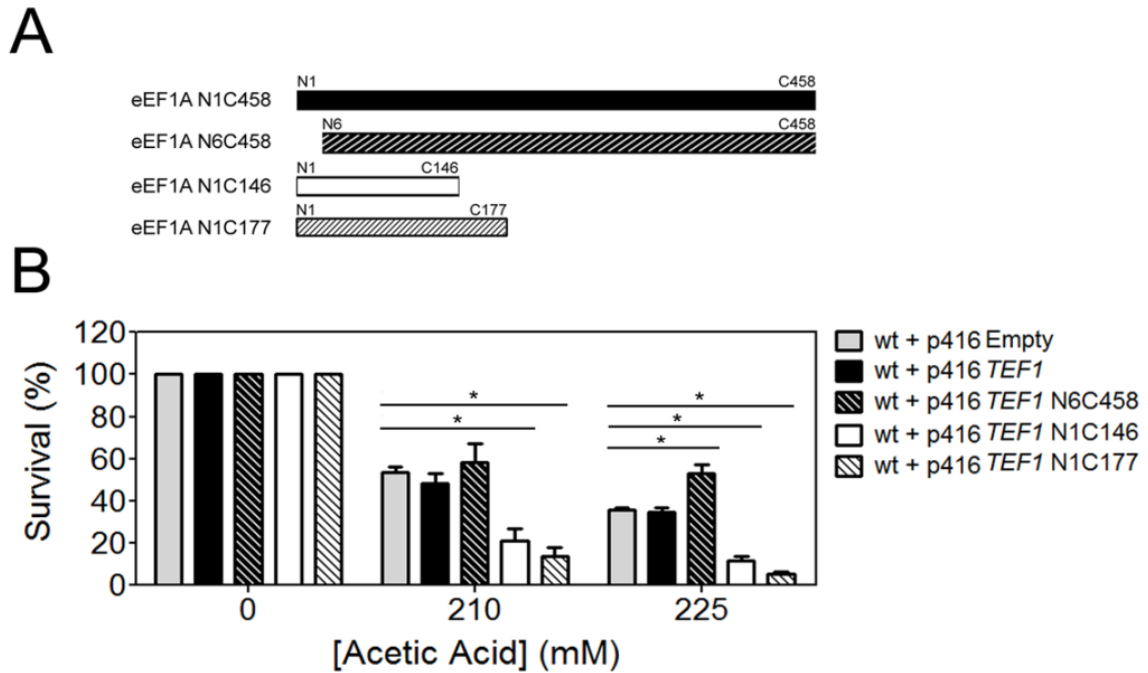 A
N1 C458
eEF1A N1C458
N6 C458
eEF1A N6C458
N1 C146
eEF1A N1C146
N1 C177
eEF1A N1C177
B
120
100
80
60
40
20
0
Survival (%)
* * * * *
0 210 225
[Acetic Acid] (mM)
wt + p416 Empty
wt + p416 TEF1
wt + p416 TEF1 N6C458
wt + p416 TEF1 N1C146
wt + p416 TEF1 N1C177